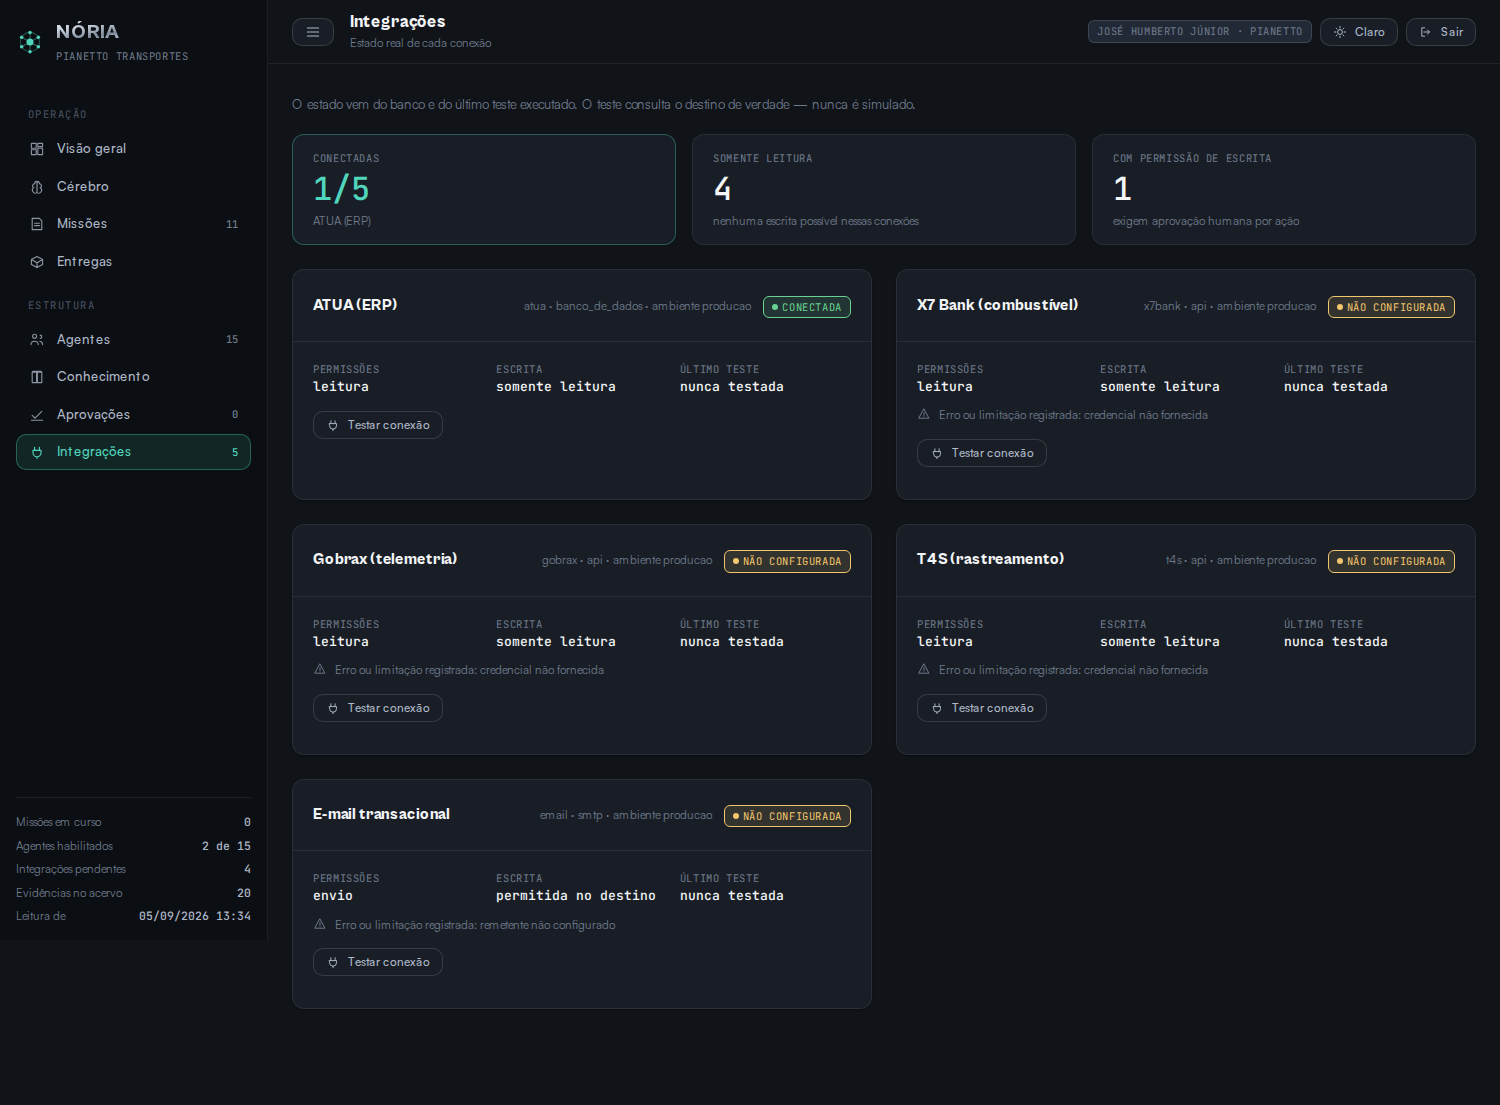 NÓRIA
PIANETTO TRANSPORTES
OPERAÇÃO
Visão geral
Cérebro
Missões 11
Entregas
ESTRUTURA
Agentes 15
Conhecimento
Aprovações 0
Integrações 5
Missões em curso 0
Agentes habilitados 2 de 15
Integrações pendentes 4
Evidências no acervo 20
Leitura de 05/09/2026 13:34
Integrações
Estado real de cada conexão
JOSÉ HUMBERTO JÚNIOR · PIANETTO
Claro
Sair
O estado vem do banco e do último teste executado. O teste consulta o destino de verdade — nunca é simulado.
CONECTADAS
1/5
ATUA (ERP)
SOMENTE LEITURA
4
nenhuma escrita possível nessas conexões
COM PERMISSÃO DE ESCRITA
1
exigem aprovação humana por ação
ATUA (ERP) atua · banco_de_dados · ambiente producao CONECTADA
PERMISSÕES ESCRITA ÚLTIMO TESTE
leitura somente leitura nunca testada
Testar conexão
X7 Bank (combustível) x7bank · api · ambiente producao NÃO CONFIGURADA
PERMISSÕES ESCRITA ÚLTIMO TESTE
leitura somente leitura nunca testada
Erro ou limitação registrada: credencial não fornecida
Testar conexão
Gobrax (telemetria) gobrax · api · ambiente producao NÃO CONFIGURADA
PERMISSÕES ESCRITA ÚLTIMO TESTE
leitura somente leitura nunca testada
Erro ou limitação registrada: credencial não fornecida
Testar conexão
T4S (rastreamento) t4s · api · ambiente producao NÃO CONFIGURADA
PERMISSÕES ESCRITA ÚLTIMO TESTE
leitura somente leitura nunca testada
Erro ou limitação registrada: credencial não fornecida
Testar conexão
E-mail transacional email · smtp · ambiente producao NÃO CONFIGURADA
PERMISSÕES ESCRITA ÚLTIMO TESTE
envio permitida no destino nunca testada
Erro ou limitação registrada: remetente não configurado
Testar conexão